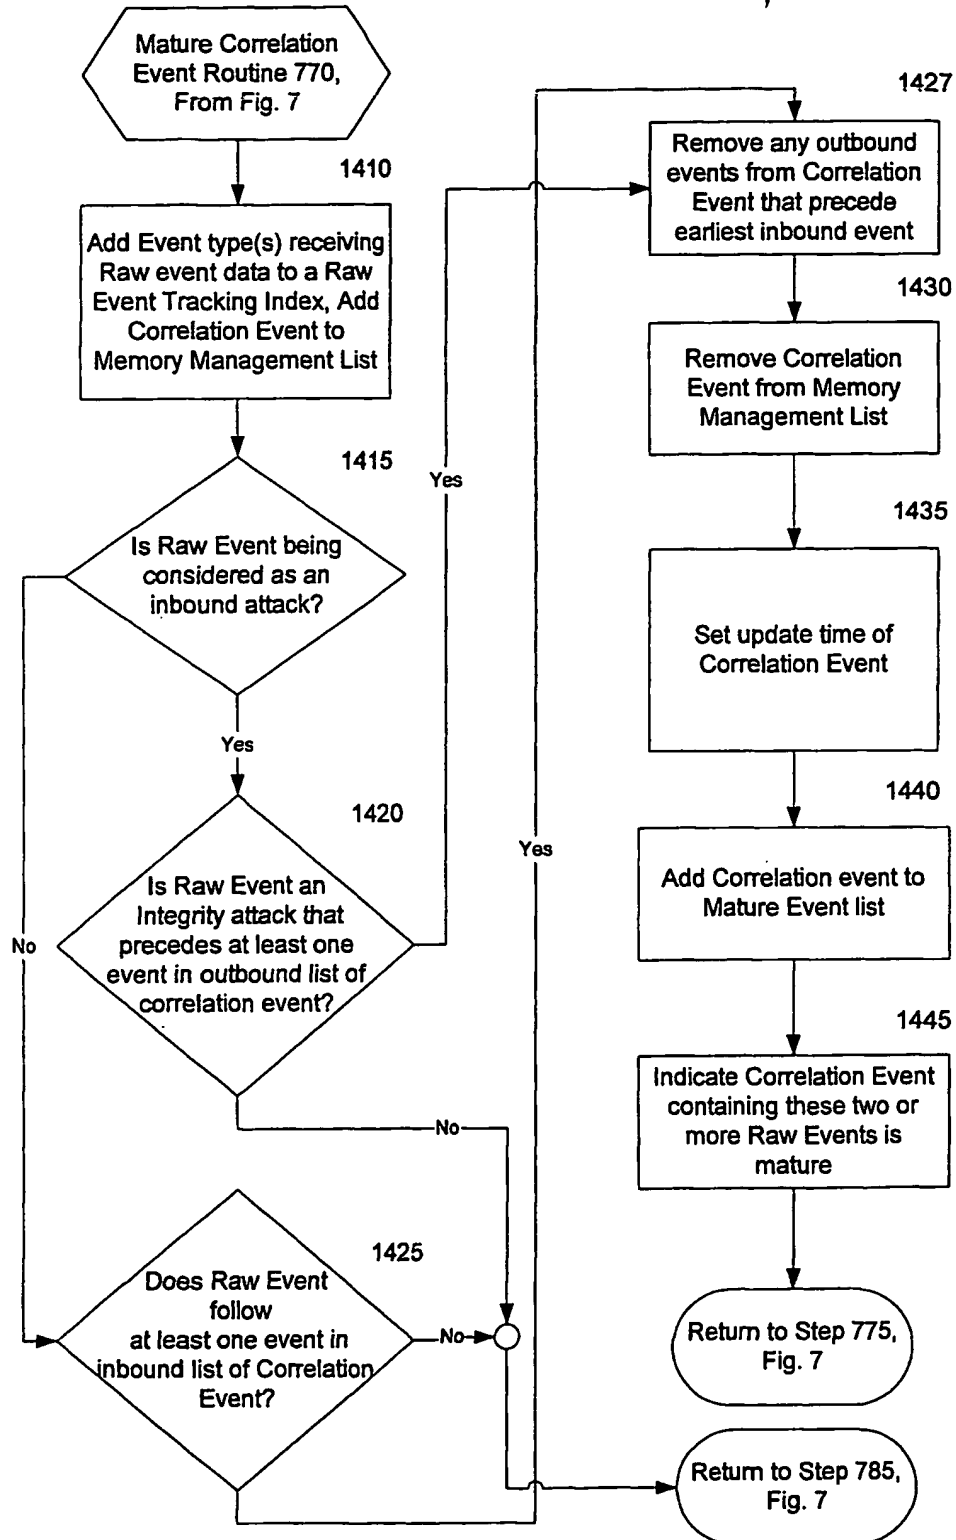 Mature Correlation
Event Routine 770,
From Fig. 7
1410
Add Event type(s) receiving
Raw event data to a Raw
Event Tracking Index, Add
Correlation Event to
Memory Management List
1415
Is Raw Event being
considered as an
inbound attack?
Yes
No
1420
Is Raw Event an
Integrity attack that
precedes at least one
event in outbound list of
correlation event?
Yes
No
1425
Does Raw Event
follow
at least one event in
inbound list of Correlation
Event?
No
Yes
1427
Remove any outbound
events from Correlation
Event that precede
earliest inbound event
1430
Remove Correlation
Event from Memory
Management List
1435
Set update time of
Correlation Event
1440
Add Correlation event to
Mature Event list
1445
Indicate Correlation Event
containing these two or
more Raw Events is
mature
Return to Step 775,
Fig. 7
Return to Step 785,
Fig. 7